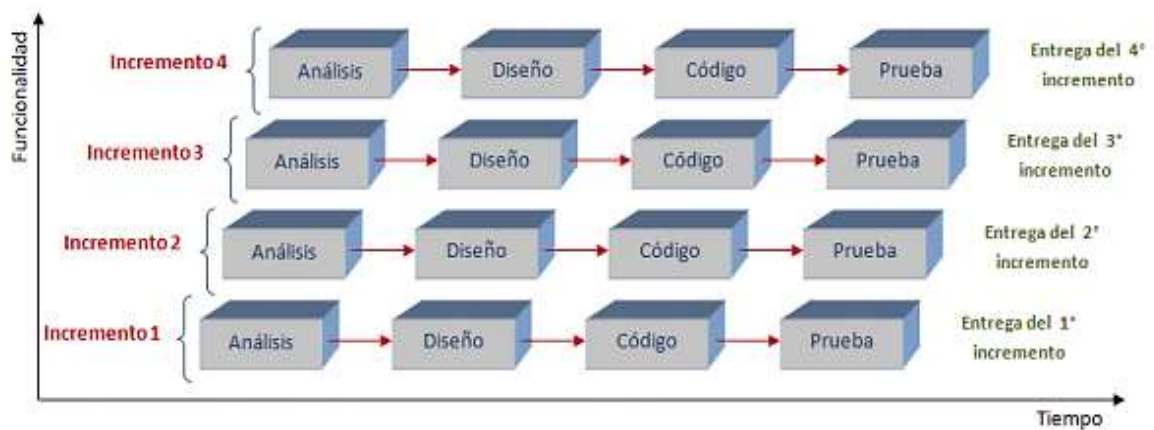 Funcionalidad
Incremento 4
Análisis
Diseño
Código
Prueba
Entrega del 4°
incremento
Incremento 3
Análisis
Diseño
Código
Prueba
Entrega del 3°
incremento
Incremento 2
Análisis
Diseño
Código
Prueba
Entrega del 2°
incremento
Incremento 1
Análisis
Diseño
Código
Prueba
Entrega del 1°
incremento
Tiempo